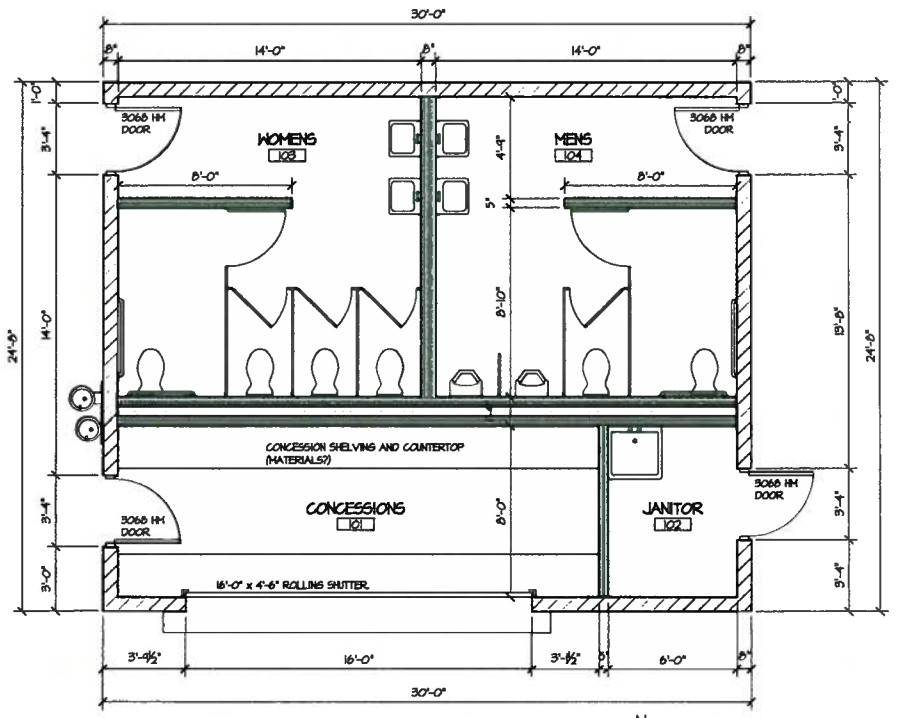 30'-0"
8" 14'-0" 8" 14'-0" 8"
1'-0" 1'-0"
3068 HM
DOOR
3068 HM
DOOR
3'-4" WOMENS MENS 4'-9" 3'-4"
103 104
8'-0" 8'-0"
5"
24'-8" 14'-0" 8'-10" 13'-8" 24'-8"
CONCESSION SHELVING AND COUNTERTOP
(MATERIALS?)
3068 HM
DOOR
3'-4" CONCESSIONS 8'-0" JANITOR 3'-4"
101 102
3068 HM
DOOR
3'-0" 16'-0" x 4'-6" ROLLING SHUTTER 3'-4"
3'-9½" 16'-0" 3'-1½" 6'-0" 8"
30'-0"